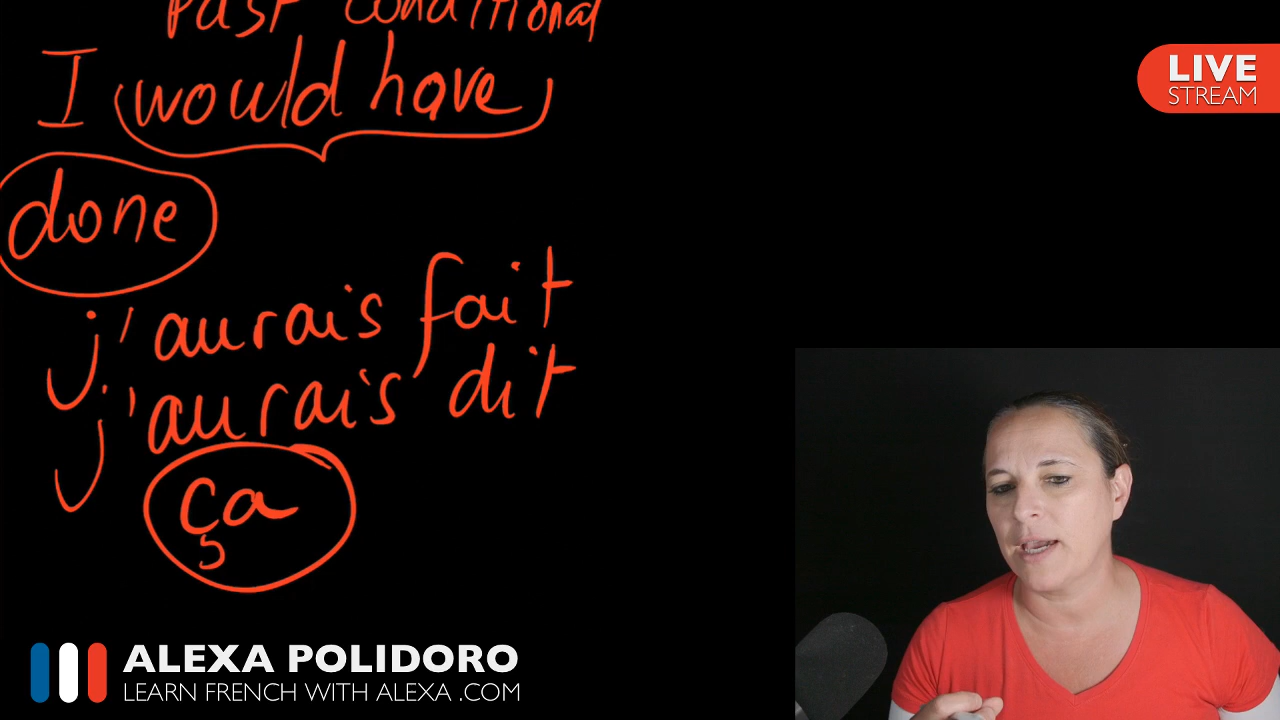 past conditional
I would have
done
j'aurais fait
j'aurais dit
ça
LIVE
STREAM
ALEXA POLIDORO
LEARN FRENCH WITH ALEXA .COM